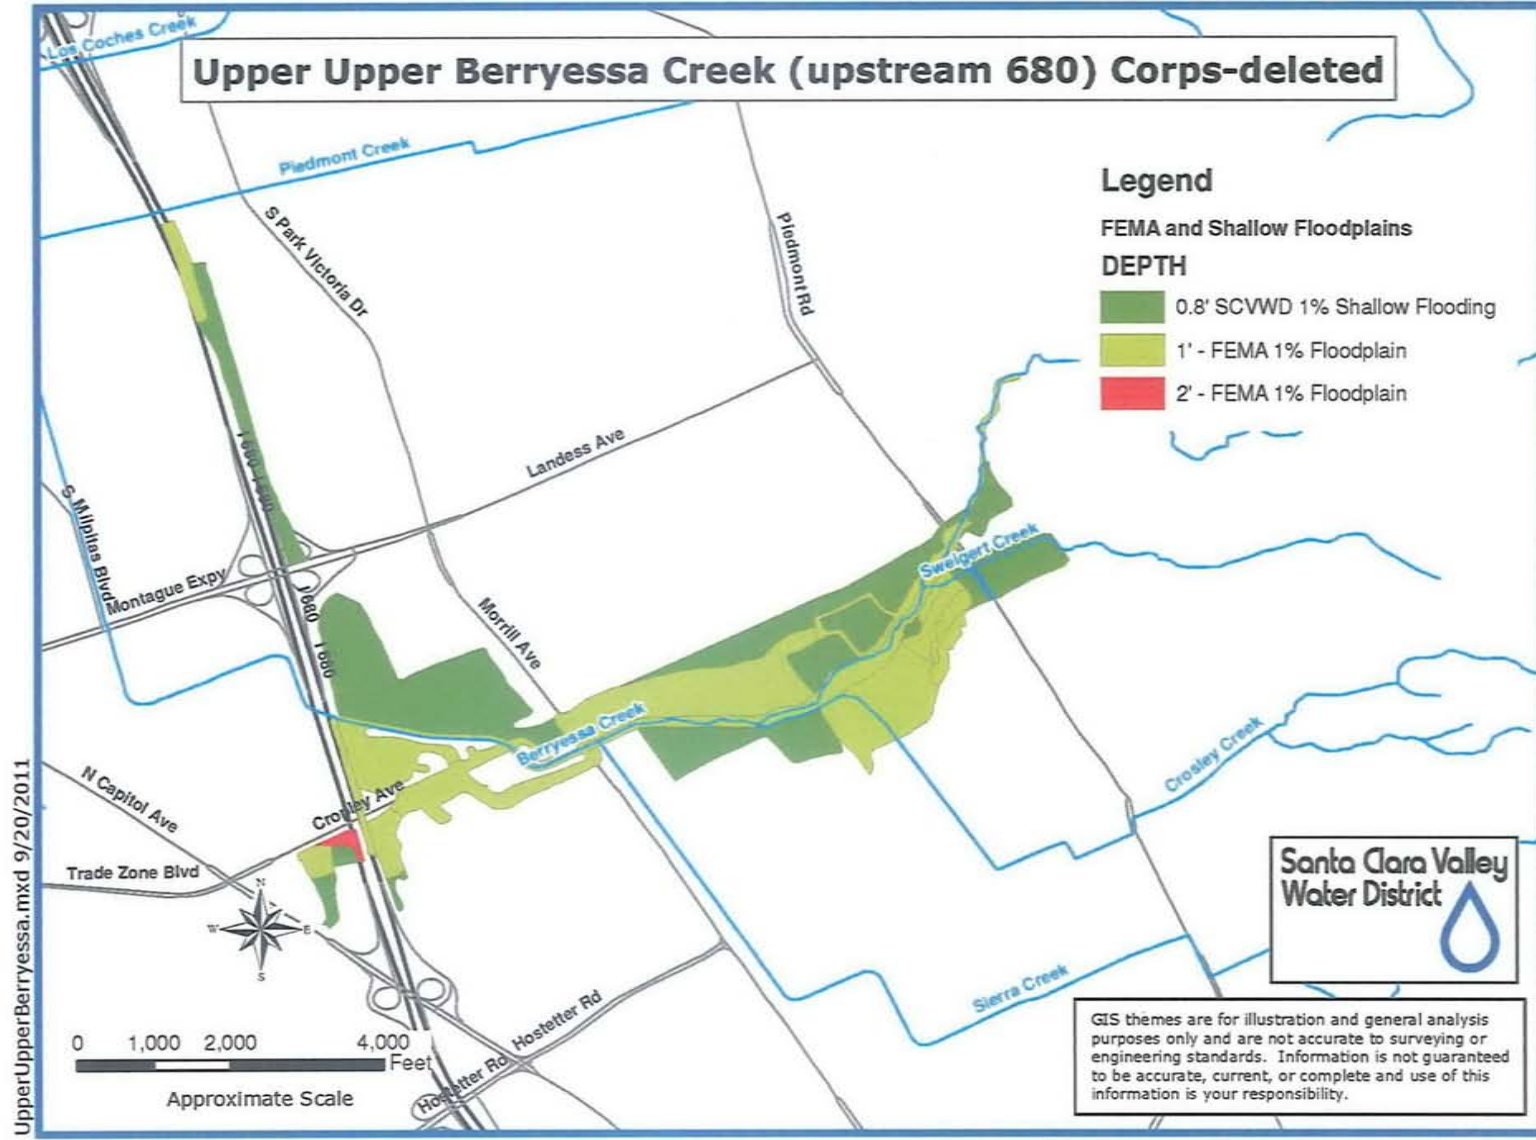 Los Coches Creek
Upper Upper Berryessa Creek (upstream 680) Corps-deleted
Piedmont Creek
S Park Victoria Dr
Piedmont Rd
Legend
FEMA and Shallow Floodplains
DEPTH
0.8' SCVWD 1% Shallow Flooding
1' - FEMA 1% Floodplain
2' - FEMA 1% Floodplain
Landess Ave
I 680 I 680
S Milpitas Blvd
Montague Expy
I 680
I 680
Morrill Ave
Sweigert Creek
Berryessa Creek
Crosley Creek
N Capitol Ave
Cropley Ave
Trade Zone Blvd
N
W E
S
Sierra Creek
Hostetter Rd
Hostetter Rd
0 1,000 2,000 4,000
Feet
Approximate Scale
UpperUpperBerryessa.mxd 9/20/2011
Santa Clara Valley
Water District
GIS themes are for illustration and general analysis
purposes only and are not accurate to surveying or
engineering standards. Information is not guaranteed
to be accurate, current, or complete and use of this
information is your responsibility.